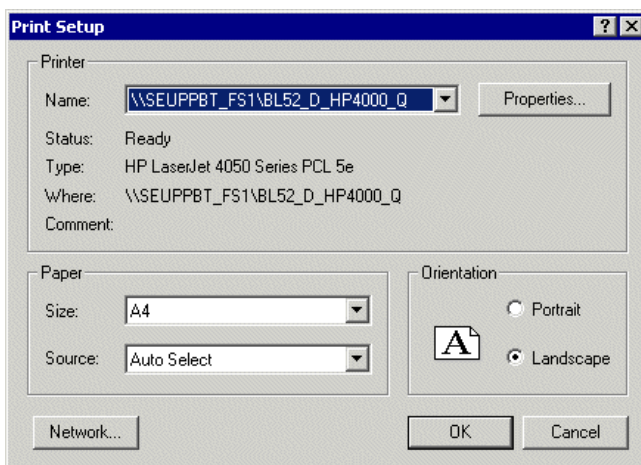 Print Setup
Printer
Name: \\SEUPPBT_FS1\BL52_D_HP4000_Q Properties...
Status: Ready
Type: HP LaserJet 4050 Series PCL 5e
Where: \\SEUPPBT_FS1\BL52_D_HP4000_Q
Comment:
Paper
Size: A4
Source: Auto Select
Orientation
Portrait
A
Landscape
Network... OK Cancel